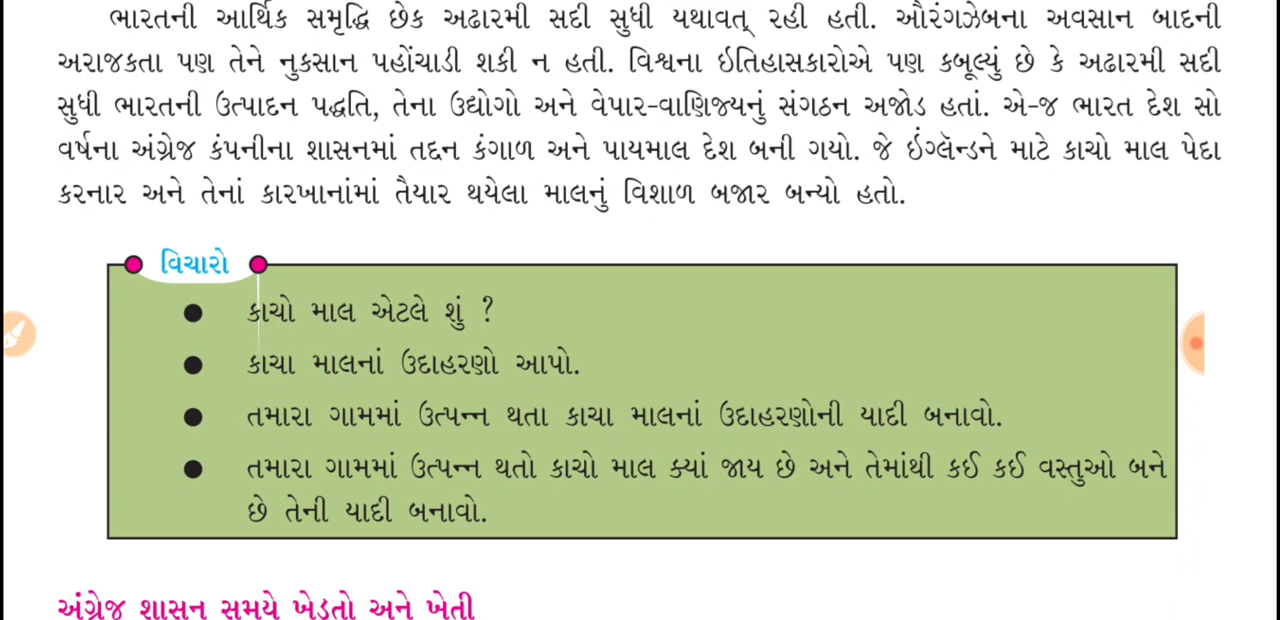 ભારતની આર્થિક સમૃદ્ધિ છેક અઢારમી સદી સુધી યથાવત્ રહી હતી. ઔરંગઝેબના અવસાન બાદની
અરાજકતા પણ તેને નુકસાન પહોંચાડી શકી ન હતી. વિશ્વના ઇતિહાસકારોએ પણ કબૂલ્યું છે કે અઢારમી સદી
સુધી ભારતની ઉત્પાદન પદ્ધતિ, તેના ઉદ્યોગો અને વેપાર-વાણિજ્યનું સંગઠન અજોડ હતાં. એ-જ ભારત દેશ સો
વર્ષના અંગ્રેજ કંપનીના શાસનમાં તદ્દન કંગાળ અને પાયમાલ દેશ બની ગયો. જે ઇંગ્લૅન્ડને માટે કાચો માલ પેદા
કરનાર અને તેનાં કારખાનાંમાં તૈયાર થયેલા માલનું વિશાળ બજાર બન્યો હતો.
વિચારો
● કાચો માલ એટલે શું ?
● કાચા માલનાં ઉદાહરણો આપો.
● તમારા ગામમાં ઉત્પન્ન થતા કાચા માલનાં ઉદાહરણોની યાદી બનાવો.
● તમારા ગામમાં ઉત્પન્ન થતો કાચો માલ ક્યાં જાય છે અને તેમાંથી કઈ કઈ વસ્તુઓ બને
છે તેની યાદી બનાવો.
અંગ્રેજ શાસન સમયે ખેડૂતો અને ખેતી